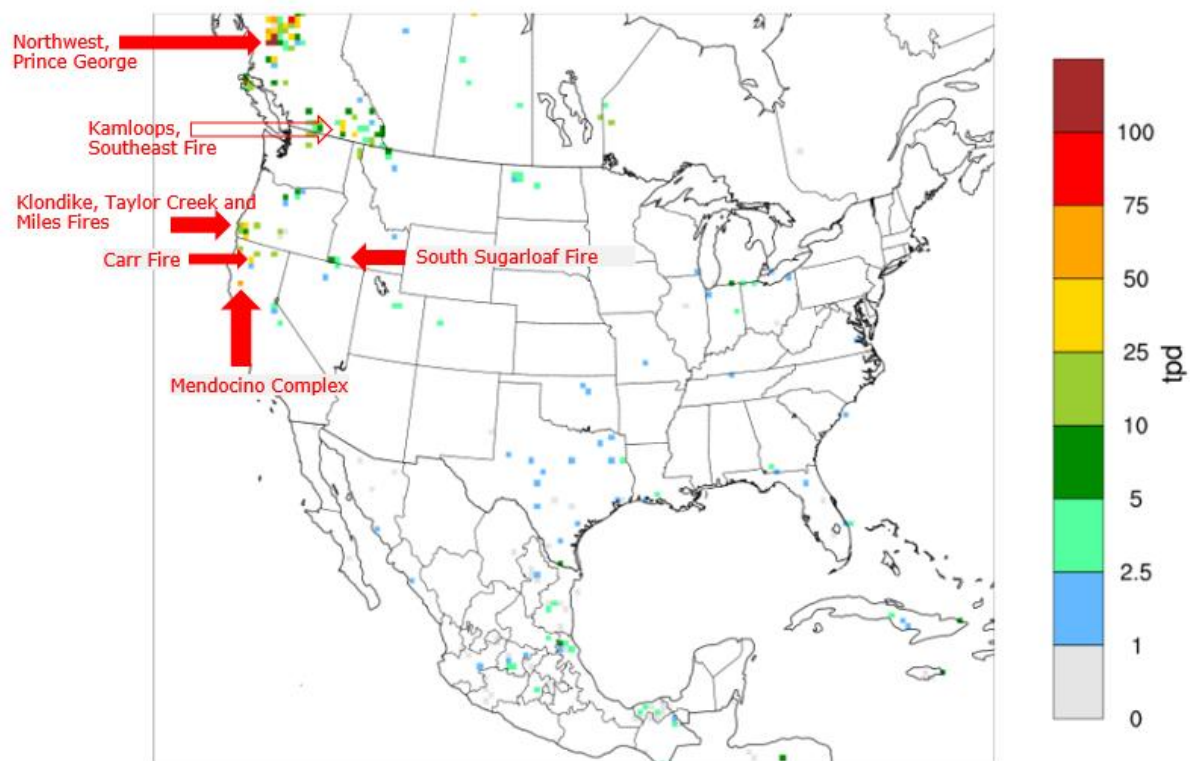 Northwest,
Prince George
Kamloops,
Southeast Fire
Klondike, Taylor Creek and
Miles Fires
South Sugarloaf Fire
Carr Fire
Mendocino Complex
100
75
50
25
10
5
2.5
1
0
tpd